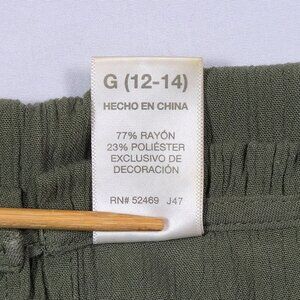 G (12-14)
HECHO EN CHINA
77% RAYÓN
23% POLIÉSTER
EXCLUSIVO DE
DECORACIÓN
RN# 52469 J47